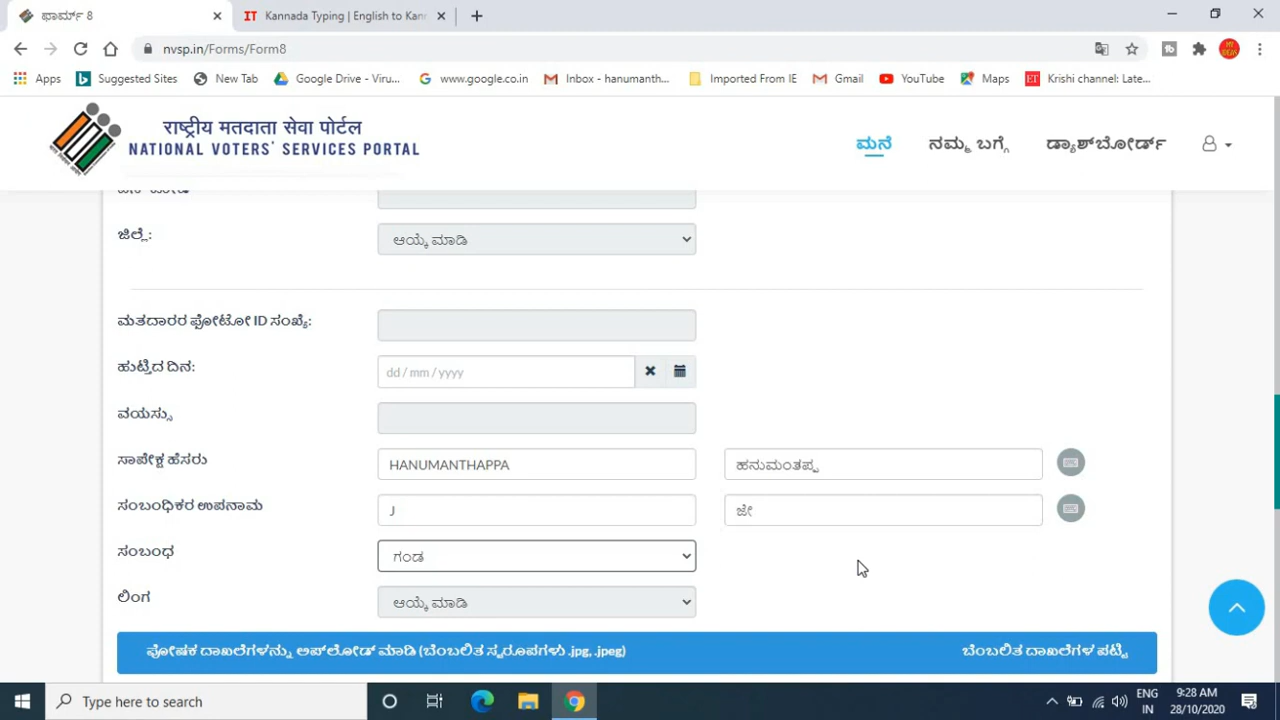 ಫಾರ್ಮ್ 8
IT Kannada Typing | English to Kann
nvsp.in/Forms/Form8
Apps
Suggested Sites
New Tab
Google Drive - Viru...
www.google.co.in
Inbox - hanumanth...
Imported From IE
Gmail
YouTube
Maps
ET Krishi channel: Late...
राष्ट्रीय मतदाता सेवा पोर्टल
NATIONAL VOTERS' SERVICES PORTAL
ಮನೆ
ನಮ್ಮ ಬಗ್ಗೆ
ಡ್ಯಾಶ್‌ಬೋರ್ಡ್
ಜಿಲ್ಲೆ:
ಆಯ್ಕೆ ಮಾಡಿ
ಮತದಾರರ ಫೋಟೋ ID ಸಂಖ್ಯೆ:
ಹುಟ್ಟಿದ ದಿನ:
dd / mm / yyyy
ವಯಸ್ಸು
ಸಾಪೇಕ್ಷ ಹೆಸರು
HANUMANTHAPPA
ಹನುಮಂತಪ್ಪ
ಸಂಬಂಧಿಕರ ಉಪನಾಮ
J
ಜೇ
ಸಂಬಂಧ
ಗಂಡ
ಲಿಂಗ
ಆಯ್ಕೆ ಮಾಡಿ
ಪೋಷಕ ದಾಖಲೆಗಳನ್ನು ಅಪ್‌ಲೋಡ್ ಮಾಡಿ (ಬೆಂಬಲಿತ ಸ್ವರೂಪಗಳು .jpg, .jpeg)
ಬೆಂಬಲಿತ ದಾಖಲೆಗಳ ಪಟ್ಟಿ
Type here to search
ENG
IN
9:28 AM
28/10/2020